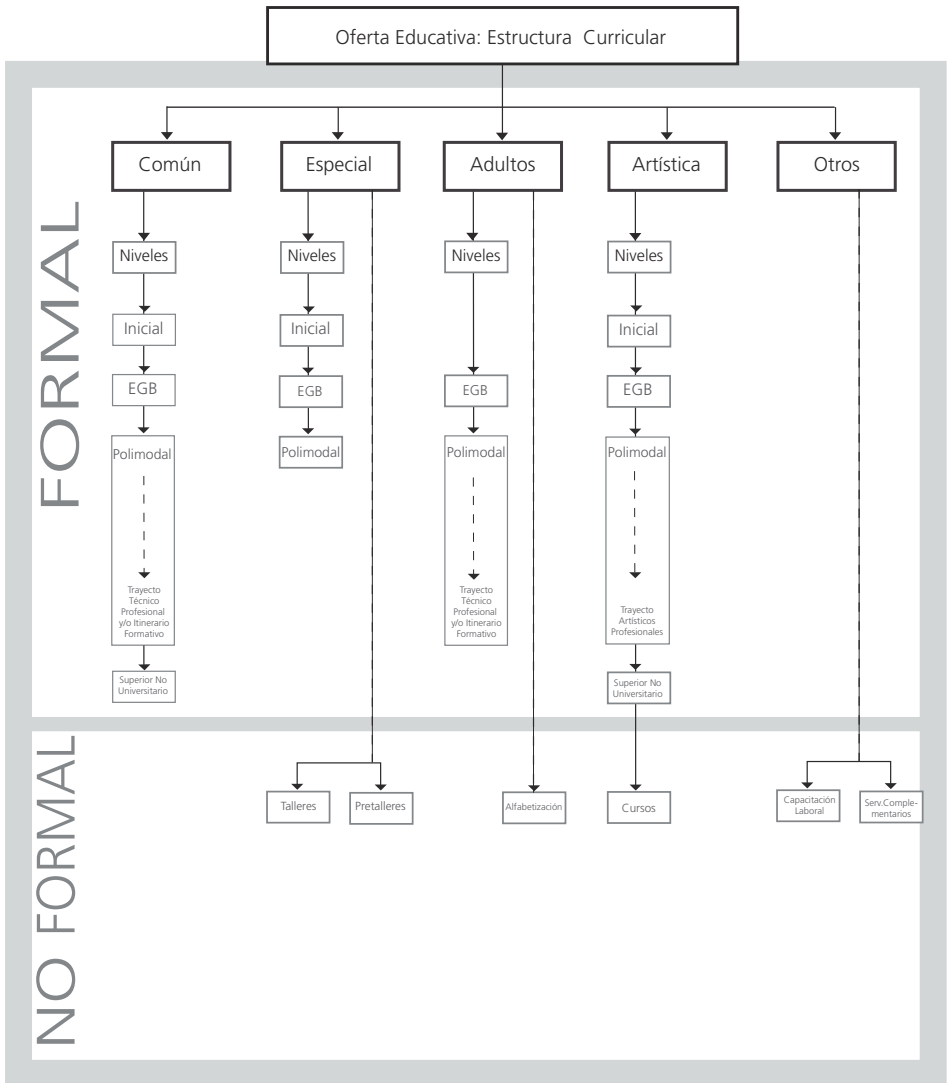 Oferta Educativa: Estructura Curricular
FORMAL
Común
Especial
Adultos
Artística
Otros
Niveles
Niveles
Niveles
Niveles
Inicial
Inicial
Inicial
EGB
EGB
EGB
EGB
Polimodal
Polimodal
Polimodal
Polimodal
Trayecto
Técnico
Profesional
y/o Itinerario
Formativo
Trayecto
Técnico
Profesional
y/o Itinerario
Formativo
Trayecto
Artísticos
Profesionales
Superior No
Universitario
Superior No
Universitario
NO FORMAL
Talleres
Pretalleres
Alfabetización
Cursos
Capacitación
Laboral
Serv.Comple-
mentarios